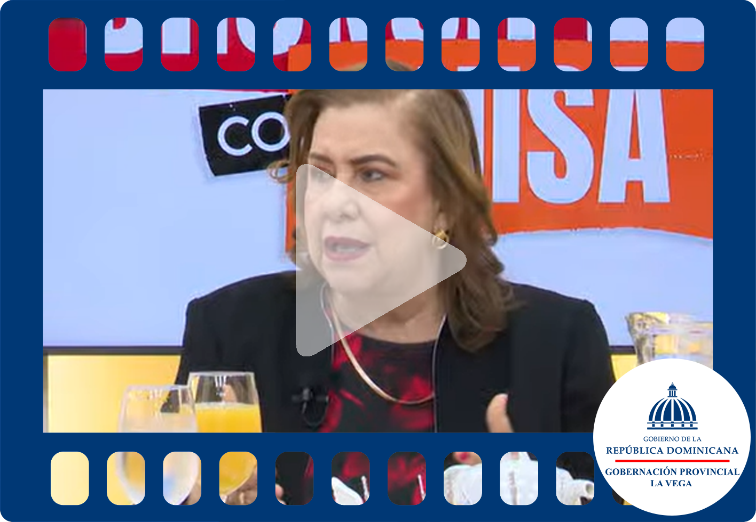 CO
ISA
GOBIERNO DE LA
REPÚBLICA DOMINICANA
GOBERNACIÓN PROVINCIAL
LA VEGA